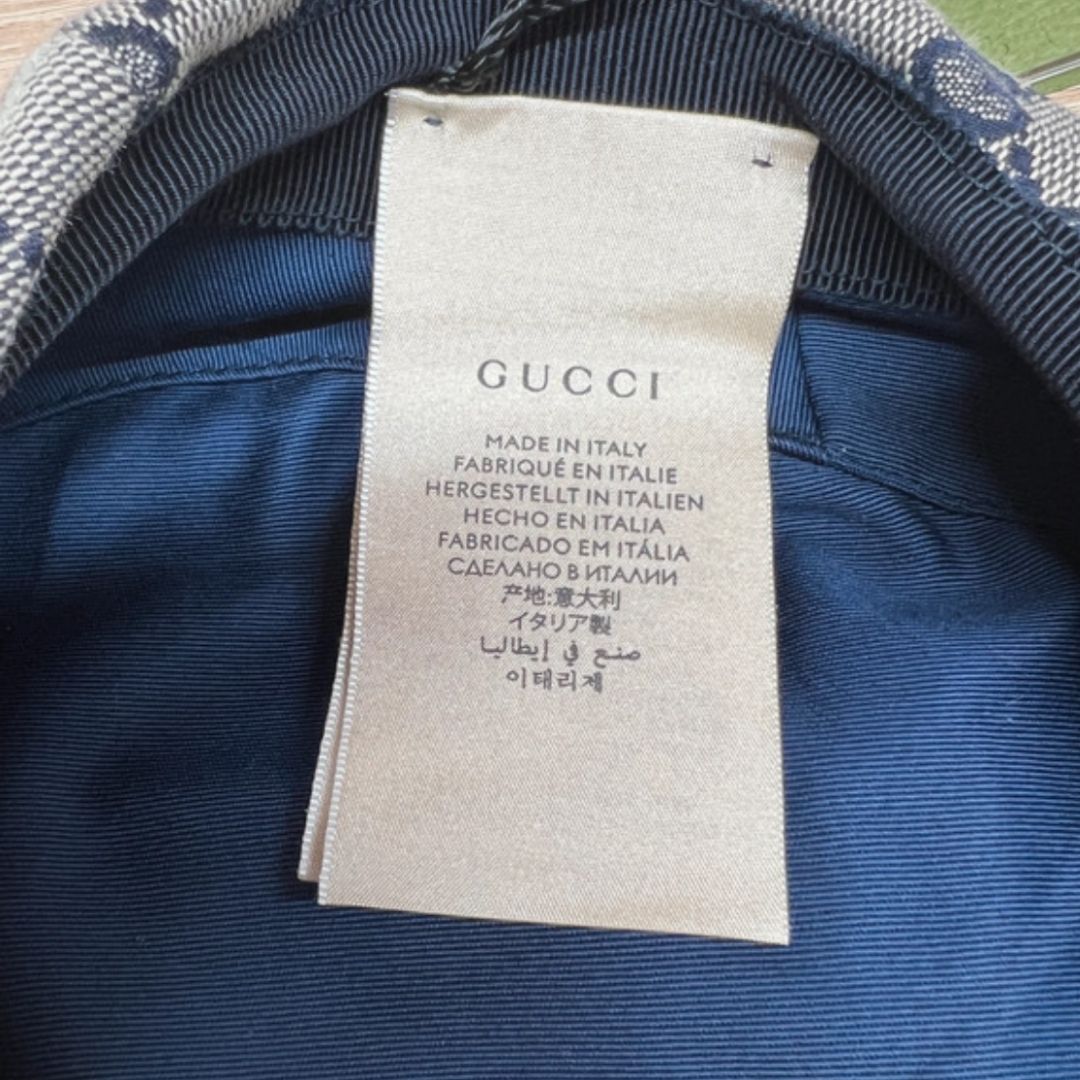 GUCCI
MADE IN ITALY
FABRIQUÉ EN ITALIE
HERGESTELLT IN ITALIEN
HECHO EN ITALIA
FABRICADO EM ITÁLIA
СДЕЛАНО В ИТАЛИИ
产地:意大利
イタリア製
صنع في إيطاليا
이태리제